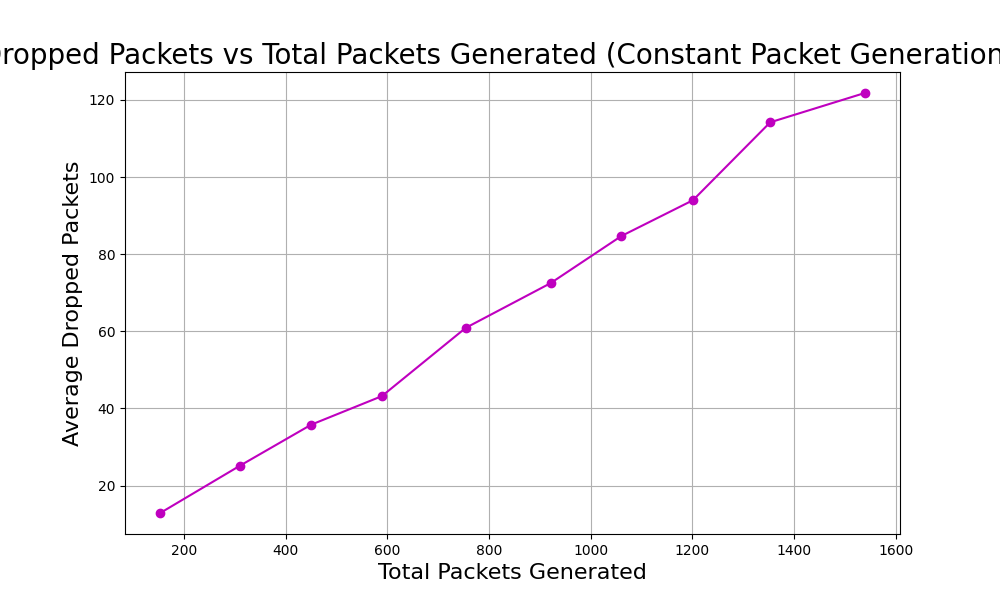 Dropped Packets vs Total Packets Generated (Constant Packet Generation
120
100
80
60
40
20
Average Dropped Packets
200 400 600 800 1000 1200 1400 1600
Total Packets Generated